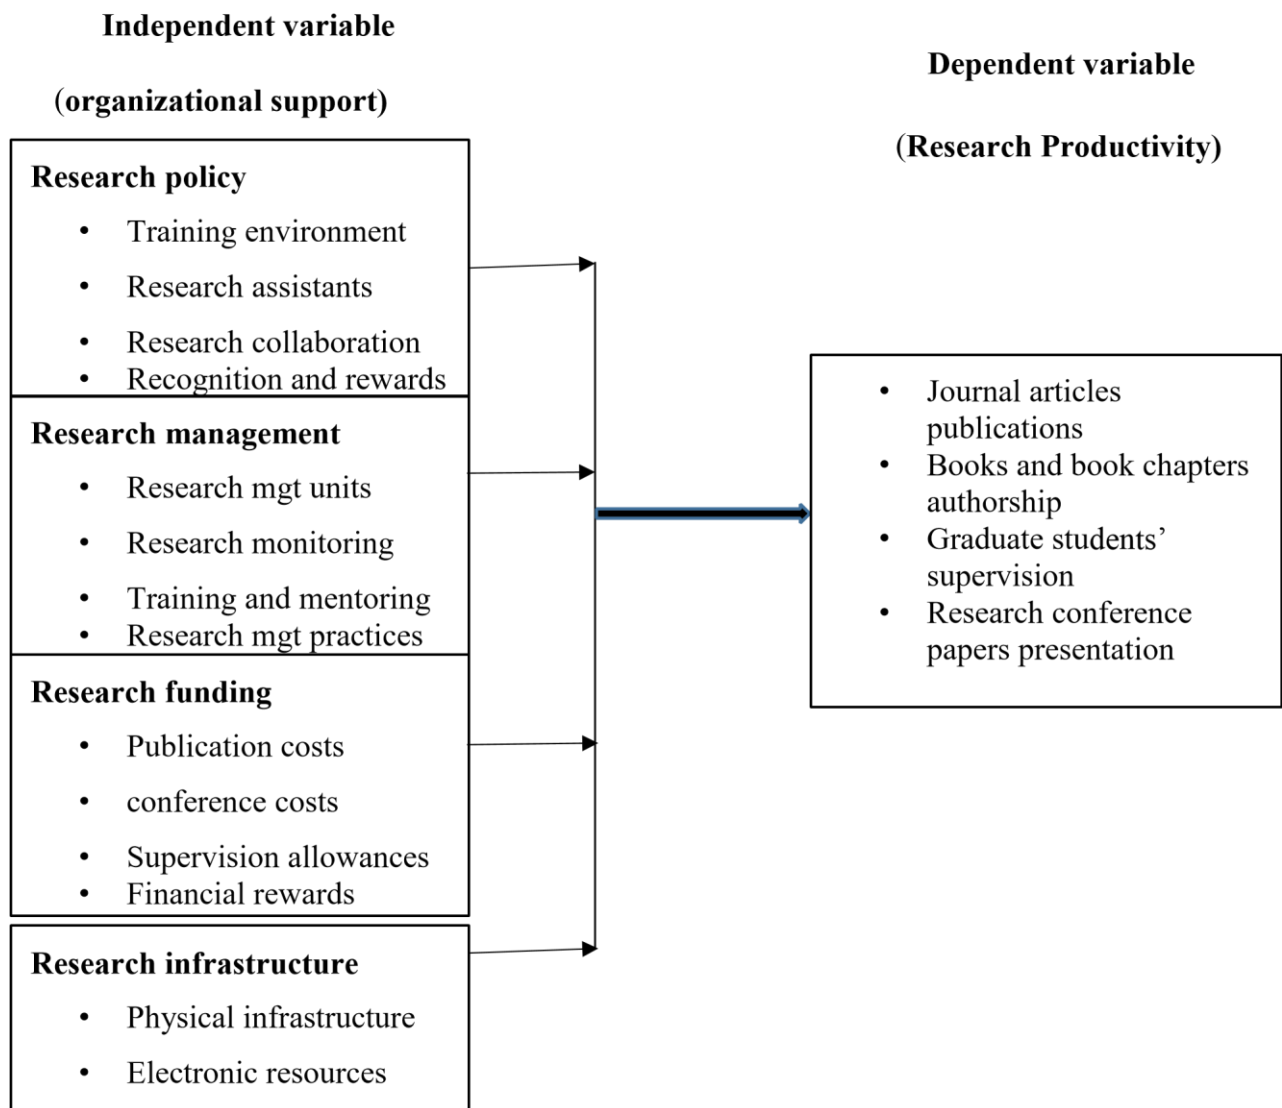 Independent variable
(organizational support)
Research policy
• Training environment
• Research assistants
• Research collaboration
• Recognition and rewards
Research management
• Research mgt units
• Research monitoring
• Training and mentoring
• Research mgt practices
Research funding
• Publication costs
• conference costs
• Supervision allowances
• Financial rewards
Research infrastructure
• Physical infrastructure
• Electronic resources
Dependent variable
(Research Productivity)
• Journal articles
publications
• Books and book chapters
authorship
• Graduate students’
supervision
• Research conference
papers presentation